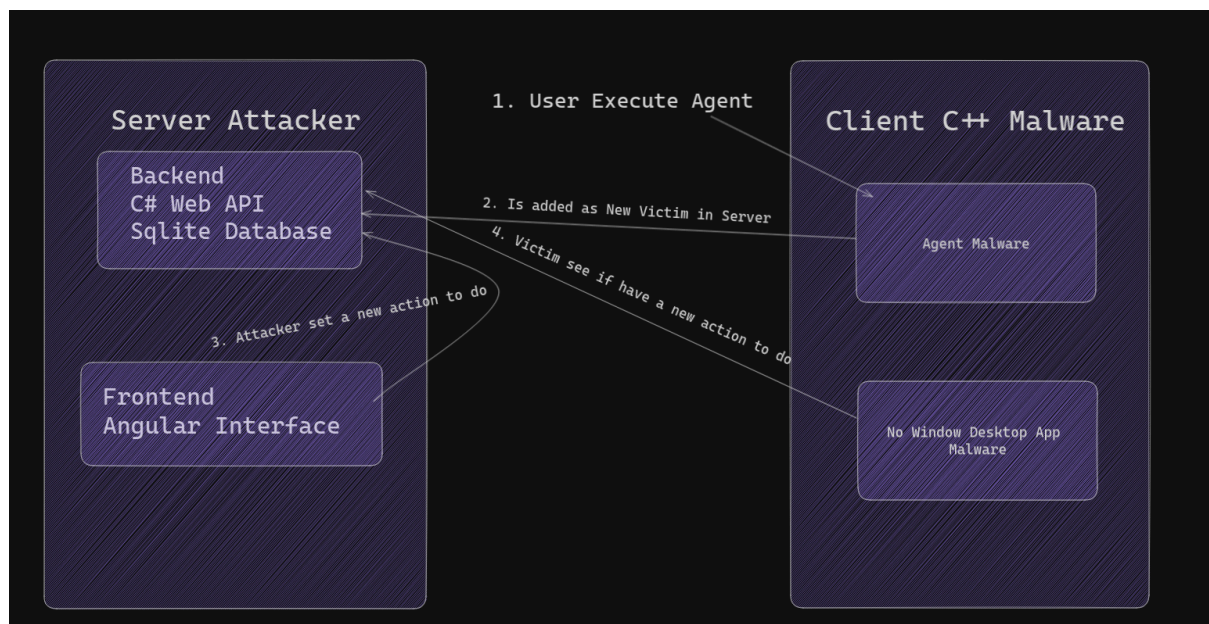 Server Attacker
Backend
C# Web API
Sqlite Database
3. Attacker set a new action to do
Frontend
Angular Interface
1. User Execute Agent
2. Is added as New Victim in Server
4. Victim see if have a new action to do
Client C++ Malware
Agent Malware
No Window Desktop App
Malware